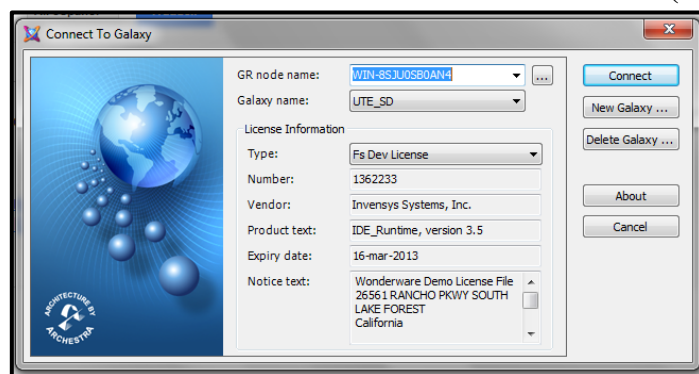 Connect To Galaxy
GR node name: WIN-8SJU0SB0AN4 ...
Galaxy name: UTE_SD
License Information
Type: Fs Dev License
Number: 1362233
Vendor: Invensys Systems, Inc.
Product text: IDE_Runtime, version 3.5
Expiry date: 16-mar-2013
Notice text: Wonderware Demo License File
26561 RANCHO PKWY SOUTH
LAKE FOREST
California
Connect
New Galaxy ...
Delete Galaxy ...
About
Cancel
ARCHITECTURE BY
ARCHESTRA